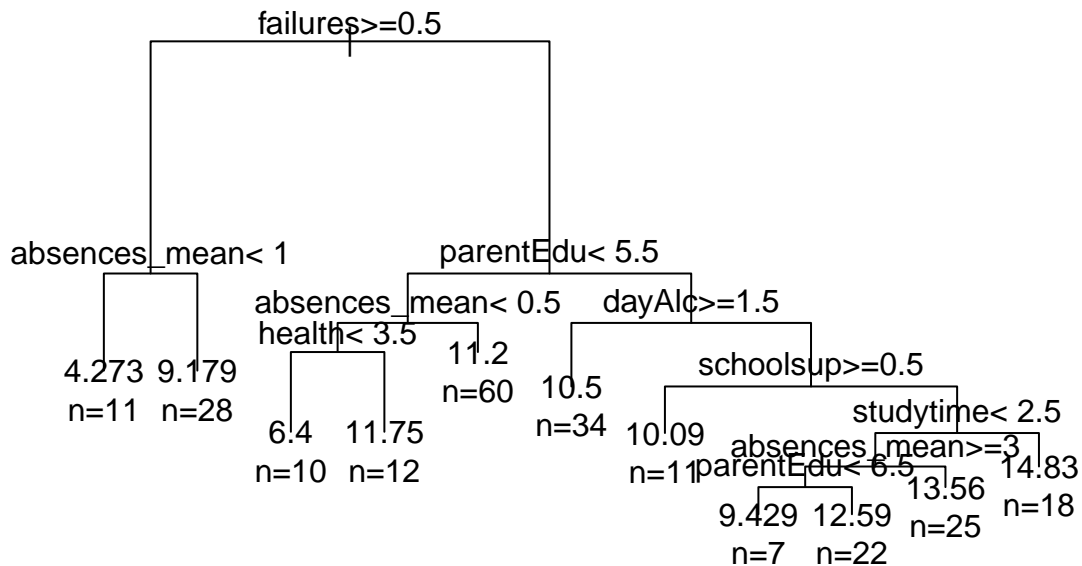 failures>=0.5
absences_mean< 1
parentEdu< 5.5
absences_mean< 0.5
dayAlc>=1.5
health< 3.5
11.2
n=60
schoolsup>=0.5
4.273
n=11
9.179
n=28
10.5
n=34
studytime< 2.5
6.4
n=10
11.75
n=12
10.09
n=11
absences_mean>=3
parentEdu< 6.5
14.83
n=18
13.56
n=25
9.429
n=7
12.59
n=22